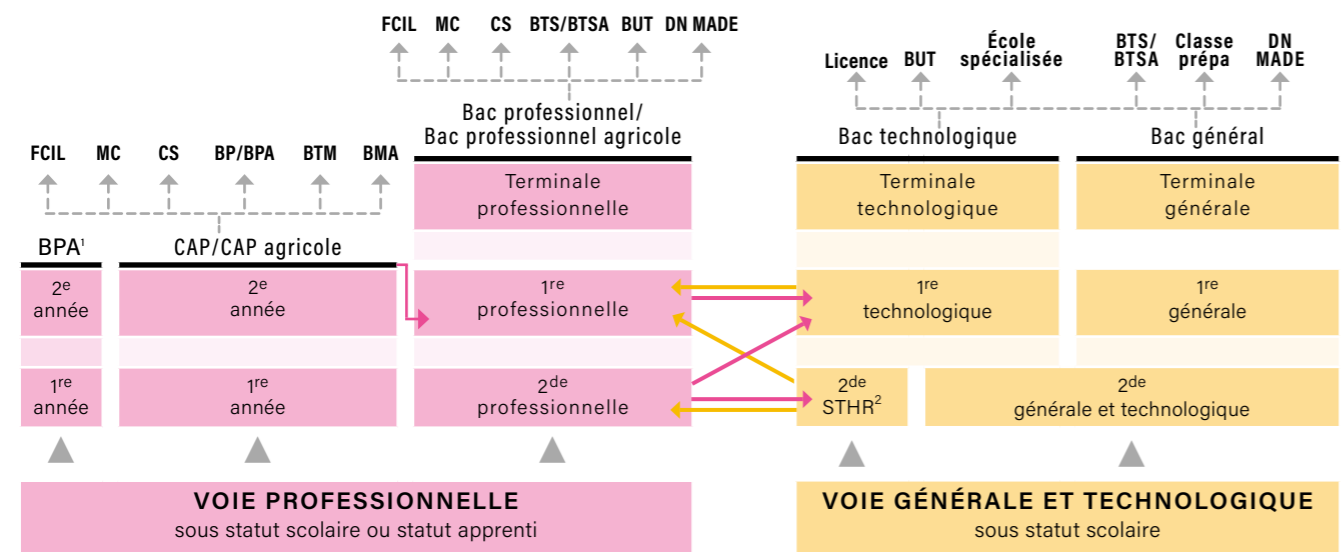 FCIL MC CS BTS/BTSA BUT DN MADE
Licence BUT École spécialisée BTS/BTSA Classe prépa DN MADE
Bac professionnel/
Bac professionnel agricole
Bac technologique
Bac général
FCIL MC CS BP/BPA BTM BMA
Terminale
professionnelle
Terminale
technologique
Terminale
générale
BPA¹
CAP/CAP agricole
2e
année
2e
année
1re
professionnelle
1re
technologique
1re
générale
1re
année
1re
année
2de
professionnelle
2de
STHR²
2de
générale et technologique
VOIE PROFESSIONNELLE
sous statut scolaire ou statut apprenti
VOIE GÉNÉRALE ET TECHNOLOGIQUE
sous statut scolaire